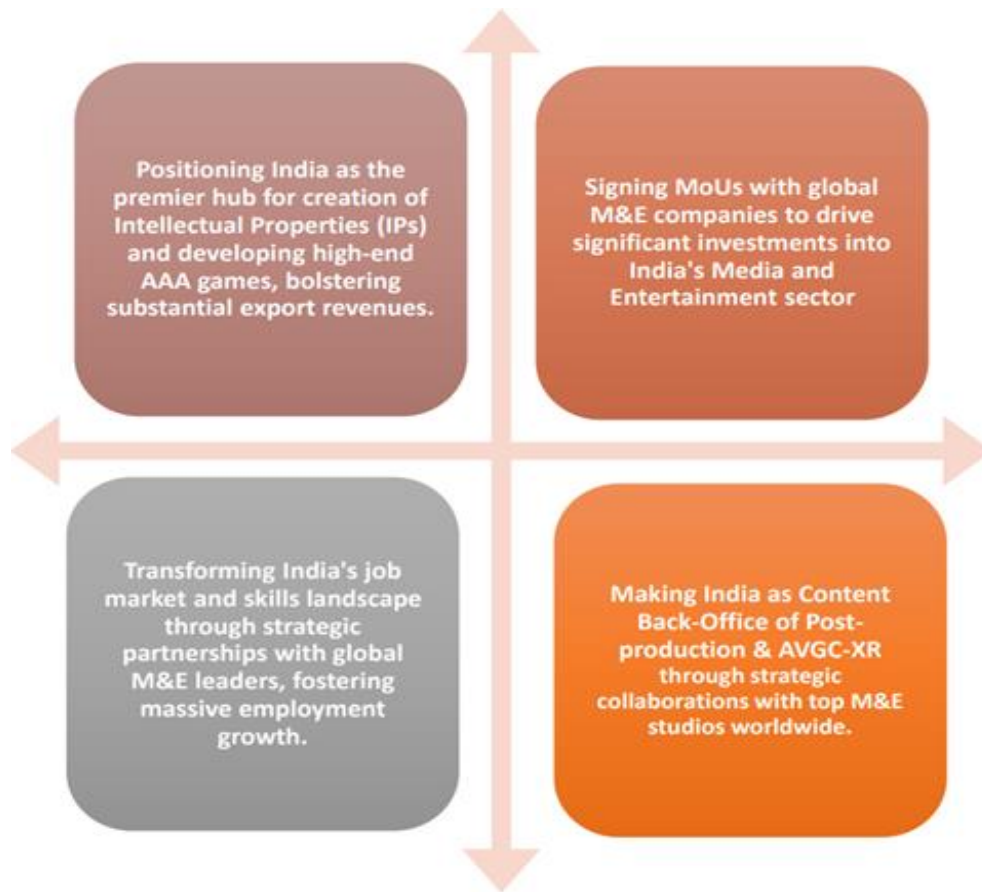 Positioning India as the
premier hub for creation of
Intellectual Properties (IPs)
and developing high-end
AAA games, bolstering
substantial export revenues.
Signing MoUs with global
M&E companies to drive
significant investments into
India's Media and
Entertainment sector
Transforming India's job
market and skills landscape
through strategic
partnerships with global
M&E leaders, fostering
massive employment
growth.
Making India as Content
Back-Office of Post-
production & AVGC-XR
through strategic
collaborations with top M&E
studios worldwide.